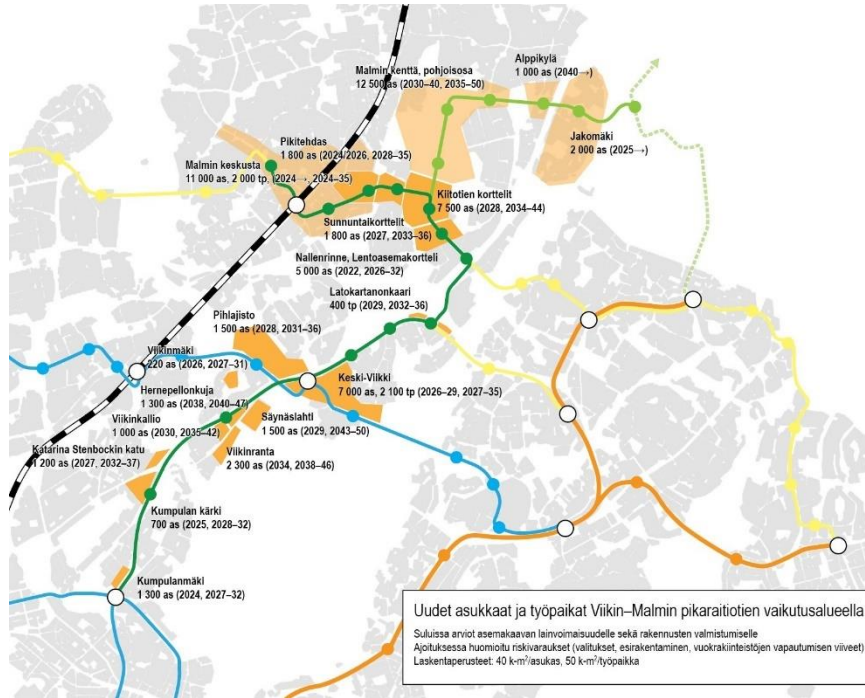 Alppikylä
1 000 as (2040→)
Malmin kenttä, pohjoisosa
12 500 as (2030–40, 2035–50)
Jakomäki
2 000 as (2025→)
Pikitehdas
1 800 as (2024/2026, 2028–35)
Malmin keskusta
11 000 as, 2 000 tp, (2024→, 2024–35)
Kiitotien korttelit
7 500 as (2028, 2034–44)
Sunnuntaikorttelit
1 800 as (2027, 2033–36)
Nallenrinne, Lentoasemakortteli
5 000 as (2022, 2026–32)
Latokartanonkaari
400 tp (2029, 2032–36)
Pihlajisto
1 500 as (2028, 2031–36)
Viikinmäki
220 as (2026, 2027–31)
Keski-Viikki
7 000 as, 2 100 tp (2026–29, 2027–35)
Hernepellonkuja
1 300 as (2038, 2040–47)
Viikinkallio
1 000 as (2030, 2035–42)
Säynäslahti
1 500 as (2029, 2043–50)
Katarina Stenbockin katu
1 200 as (2027, 2032–37)
Viikinranta
2 300 as (2034, 2038–46)
Kumpulan kärki
700 as (2025, 2028–32)
Kumpulanmäki
1 300 as (2024, 2027–32)
Uudet asukkaat ja työpaikat Viikin–Malmin pikaraitiotien vaikutusalueella
Suluissa arviot asemakaavan lainvoimaisuudelle sekä rakennusten valmistumiselle
Ajoituksessa huomioitu riskivaraukset (valitukset, esirakentaminen, vuokrakiinteistöjen vapautumisen viiveet)
Laskentaperusteet: 40 k-m²/asukas, 50 k-m²/työpaikka